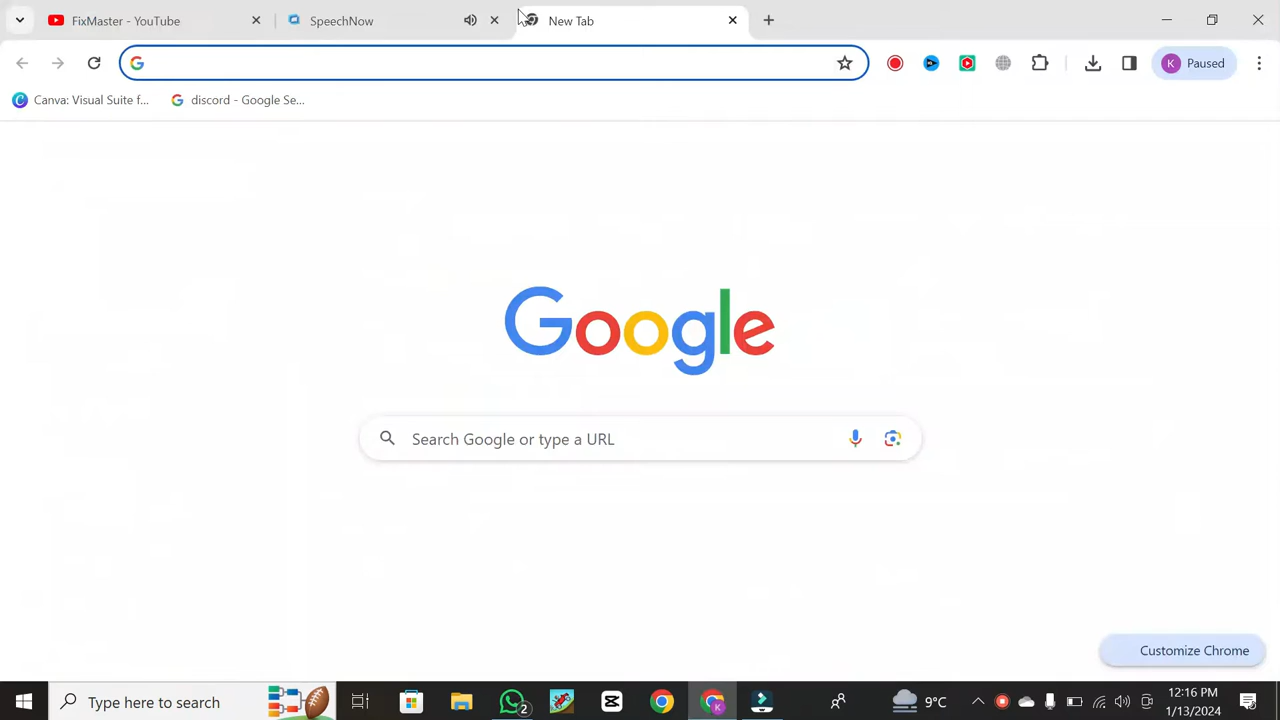 FixMaster - YouTube
SpeechNow
New Tab
K Paused
Canva: Visual Suite f...
discord - Google Se...
Google
Search Google or type a URL
Customize Chrome
Type here to search
2
K
9°C
12:16 PM
1/13/2024